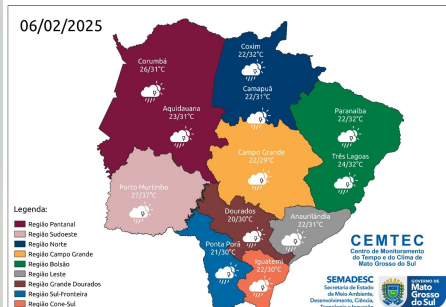 06/02/2025
Corumbá
26/31°C
Aquidauana
23/31°C
Coxim
22/32°C
Camapuã
22/31°C
Paranaíba
22/32°C
Três Lagoas
24/32°C
Campo Grande
22/29°C
Porto Murtinho
27/37°C
Dourados
20/30°C
Anaurilândia
22/31°C
Ponta Porã
21/30°C
Iguatemi
22/30°C
Legenda:
Região Pantanal
Região Sudoeste
Região Norte
Região Campo Grande
Região Bolsão
Região Leste
Região Grande Dourados
Região Sul-Fronteira
Região Cone-Sul
CEMTEC
Centro de Monitoramento
do Tempo e do Clima de
Mato Grosso do Sul
SEMADESC
Secretaria de Estado
de Meio Ambiente,
Desenvolvimento, Ciência,
GOVERNO DE
Mato
Grosso
do Sul